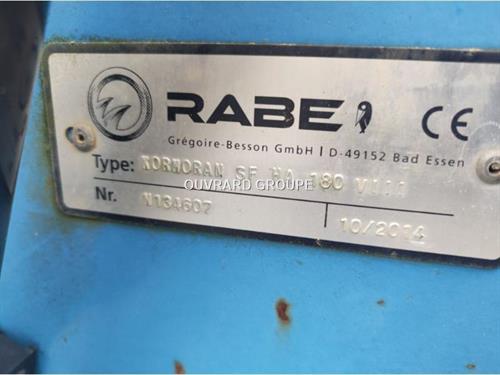 RABE CE
Grégoire-Besson GmbH | D-49152 Bad Essen
Type: KORMORAN SF HA 180 VIII
OUVRARD GROUPE
Nr. N134607
10/2014